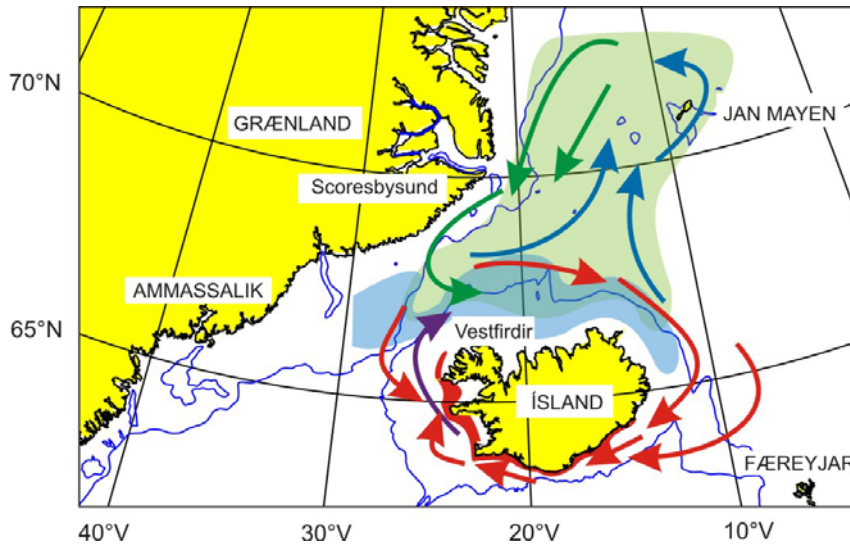 70°N
GRÆNLAND
JAN MAYEN
Scoresbysund
AMMASSALIK
65°N
Vestfirdir
ÍSLAND
FÆREYJAR
40°V
30°V
20°V
10°V